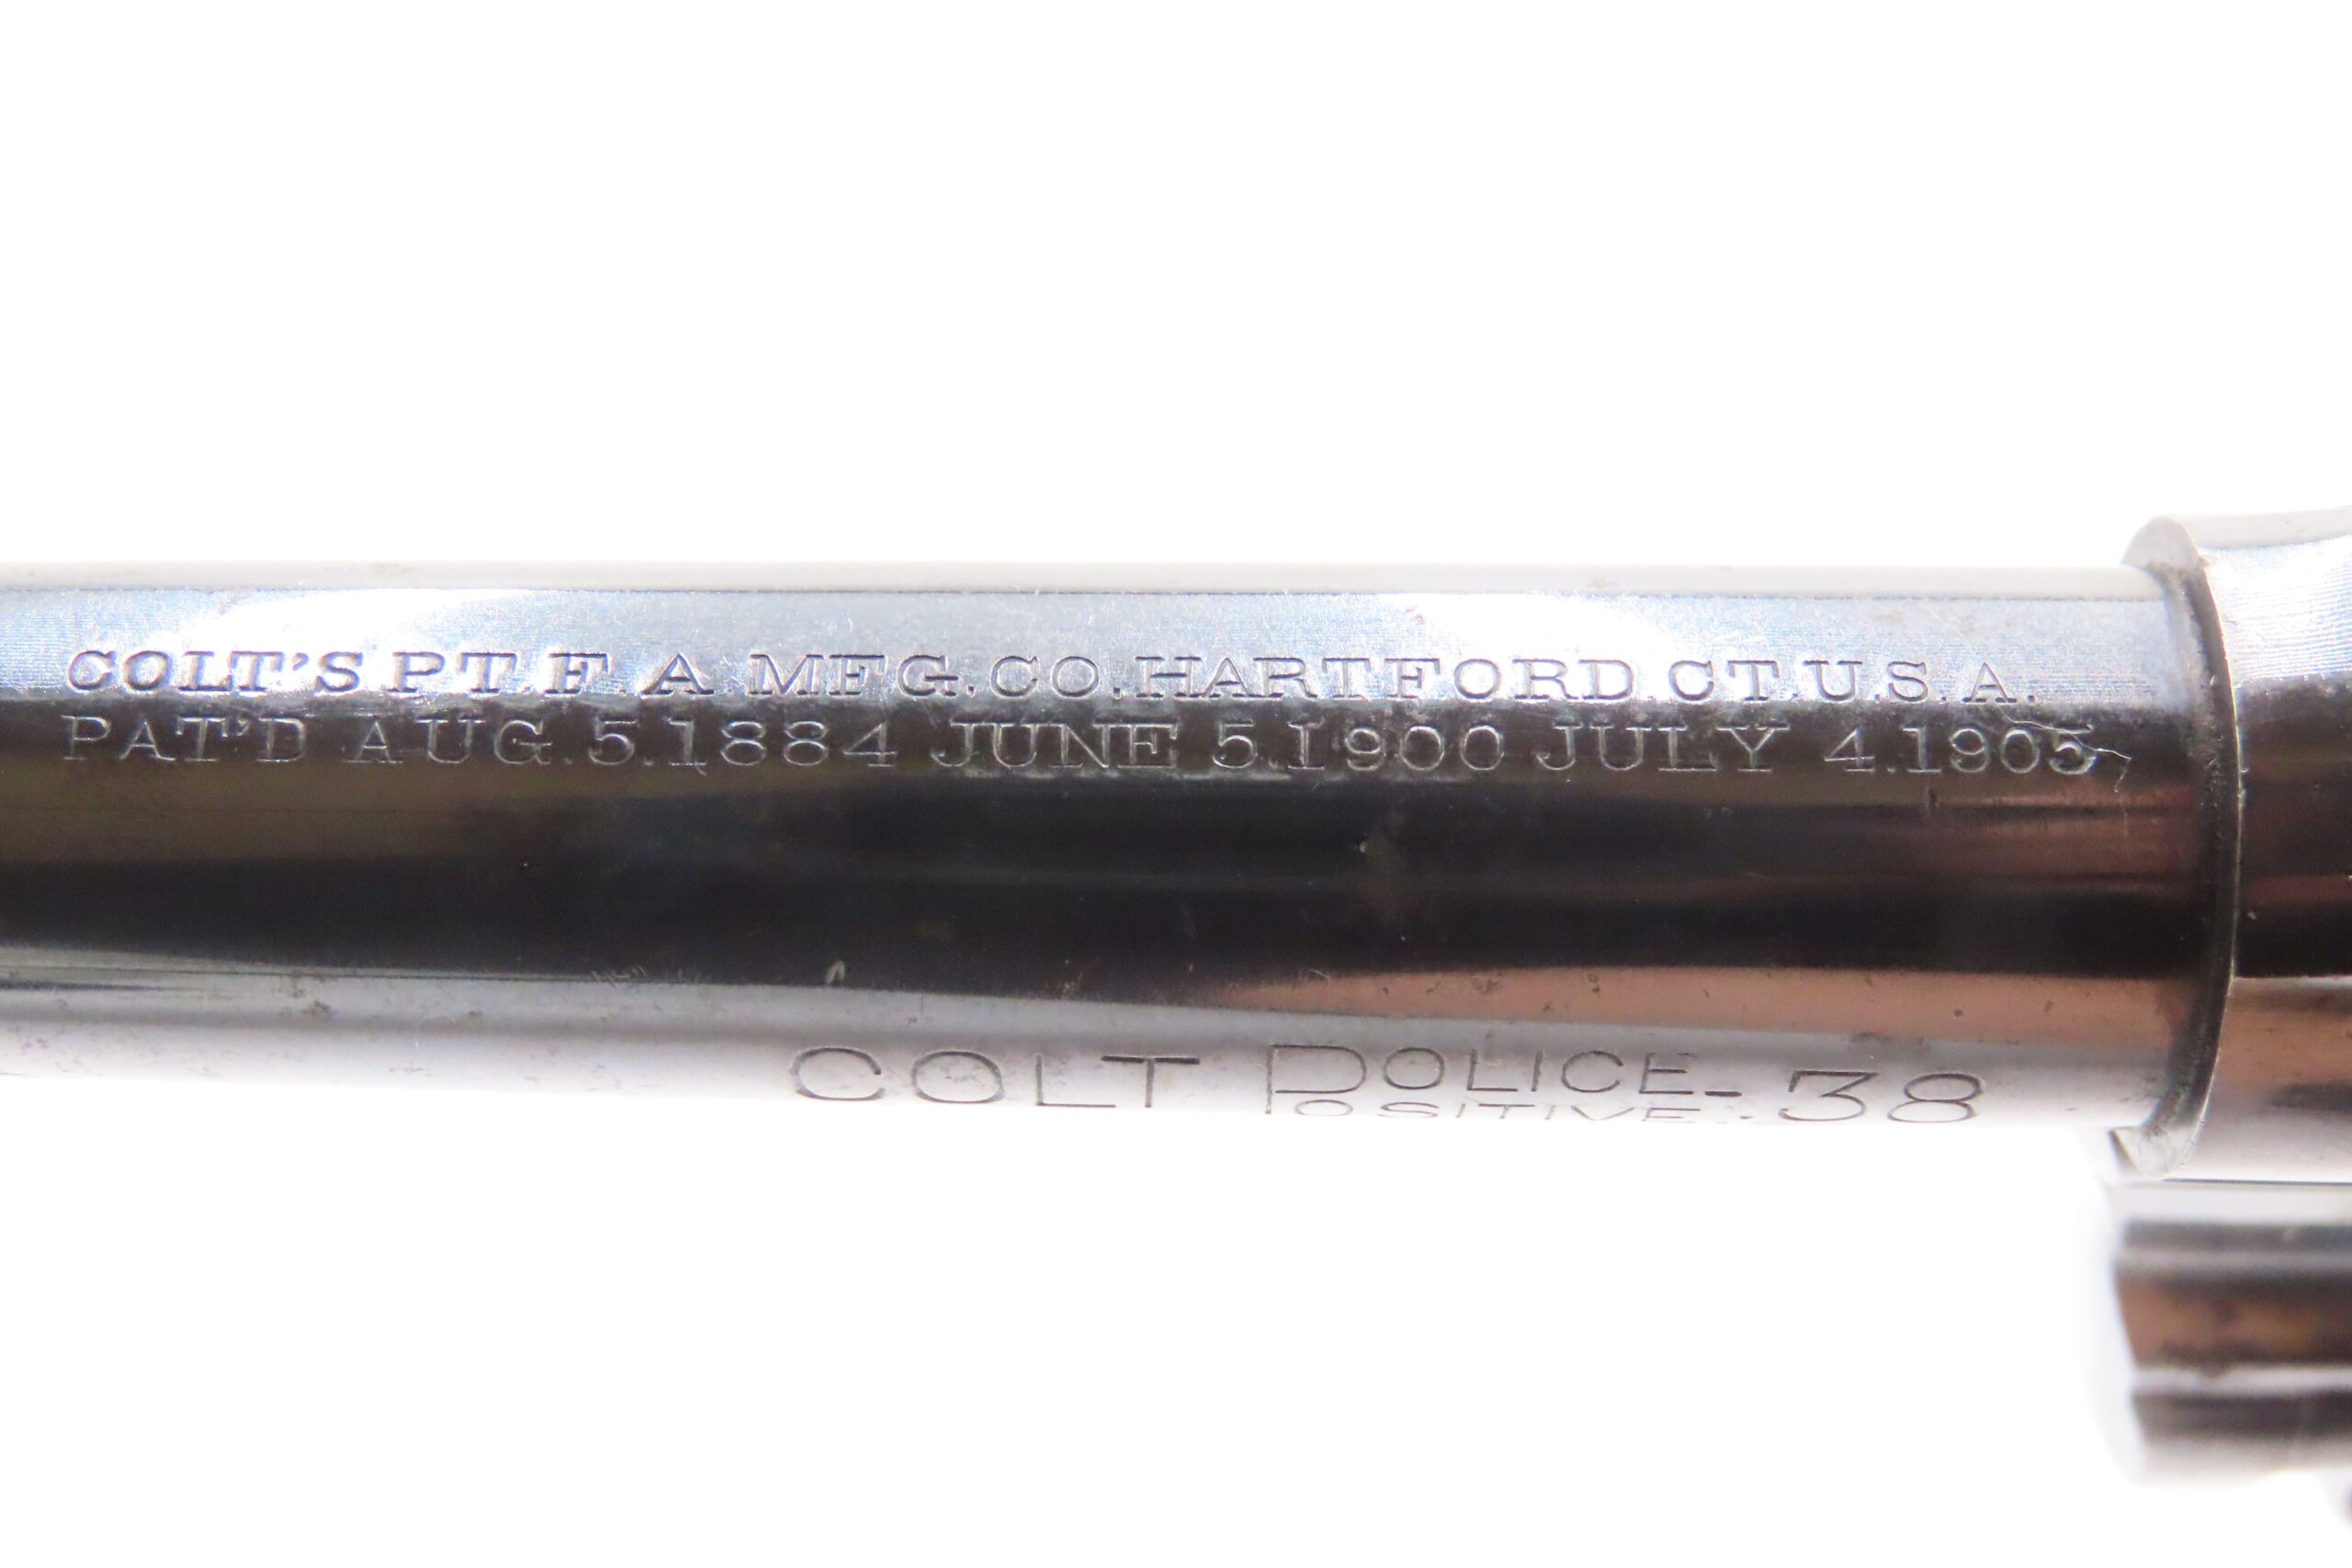 COLT'S PT. F. A. MFG. CO. HARTFORD. CT. U.S.A.
PAT'D AUG. 5. 1884 JUNE 5. 1900 JULY 4. 1905
COLT POLICE POSITIVE .38